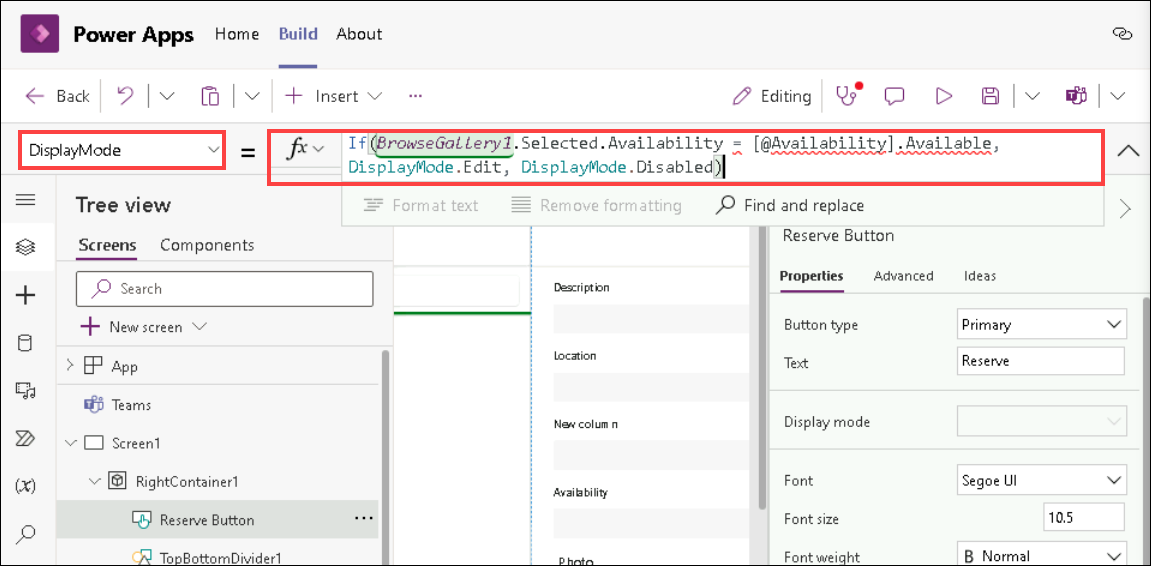 Power Apps Home Build About
Back Insert ··· Editing
DisplayMode = fx If(BrowseGallery1.Selected.Availability = [@Availability].Available,
DisplayMode.Edit, DisplayMode.Disabled)
Format text Remove formatting Find and replace
Tree view
Screens Components
Search
New screen
App
Teams
Screen1
RightContainer1
Reserve Button ···
TopBottomDivider1
Description
Location
New column
Availability
Photo
Reserve Button
Properties Advanced Ideas
Button type Primary
Text Reserve
Display mode
Font Segoe UI
Font size 10.5
Font weight B Normal